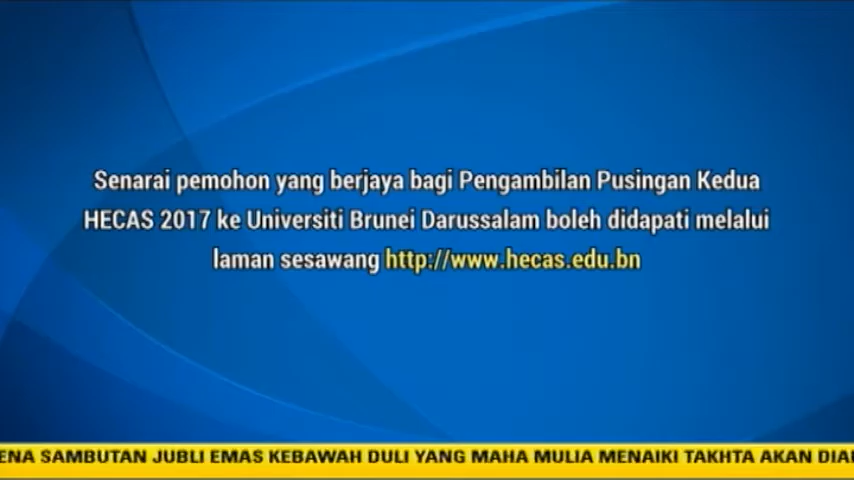 Senarai pemohon yang berjaya bagi Pengambilan Pusingan Kedua
HECAS 2017 ke Universiti Brunei Darussalam boleh didapati melalui
laman sesawang http://www.hecas.edu.bn
SAMBUTAN JUBLI EMAS KEBAWAH DULI YANG MAHA MULIA MENAIKI TAKHTA AKAN